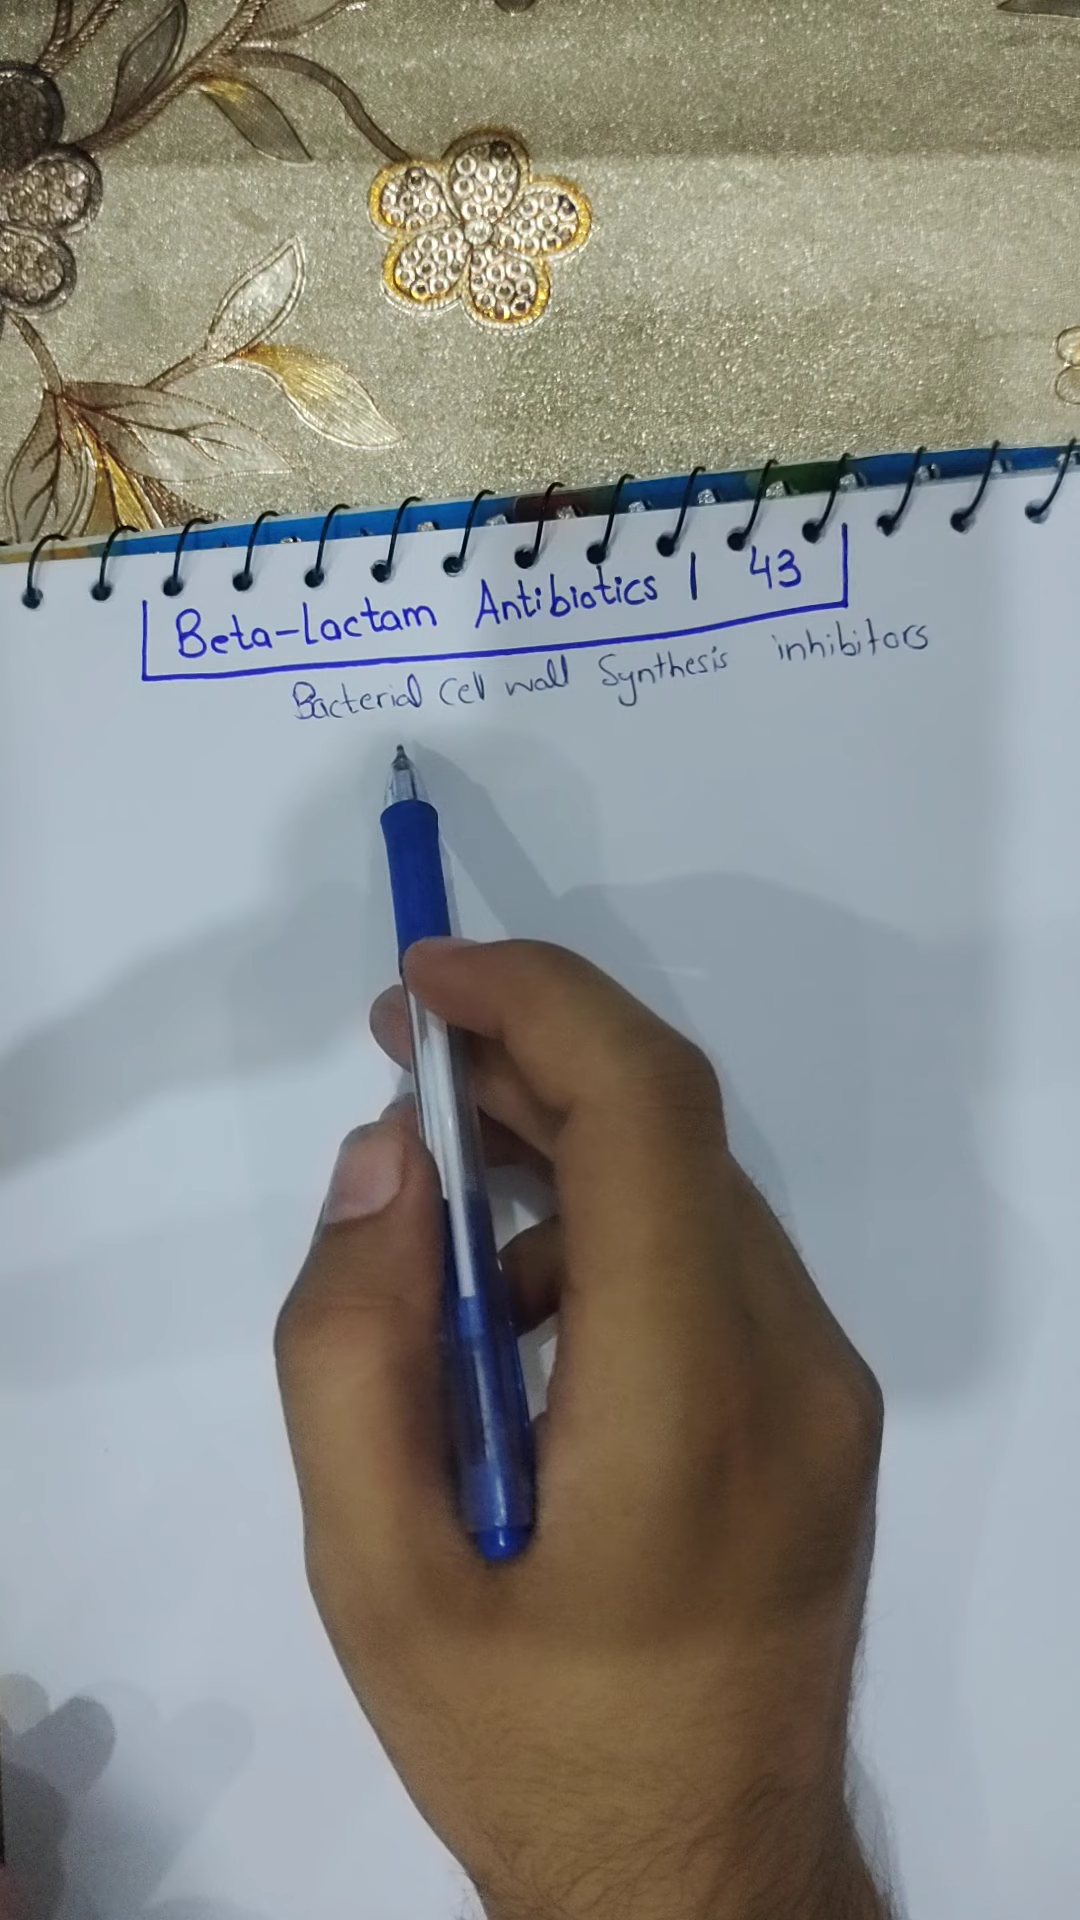 Beta-Lactam Antibiotics | 43
Bacterial Cell wall Synthesis inhibitors